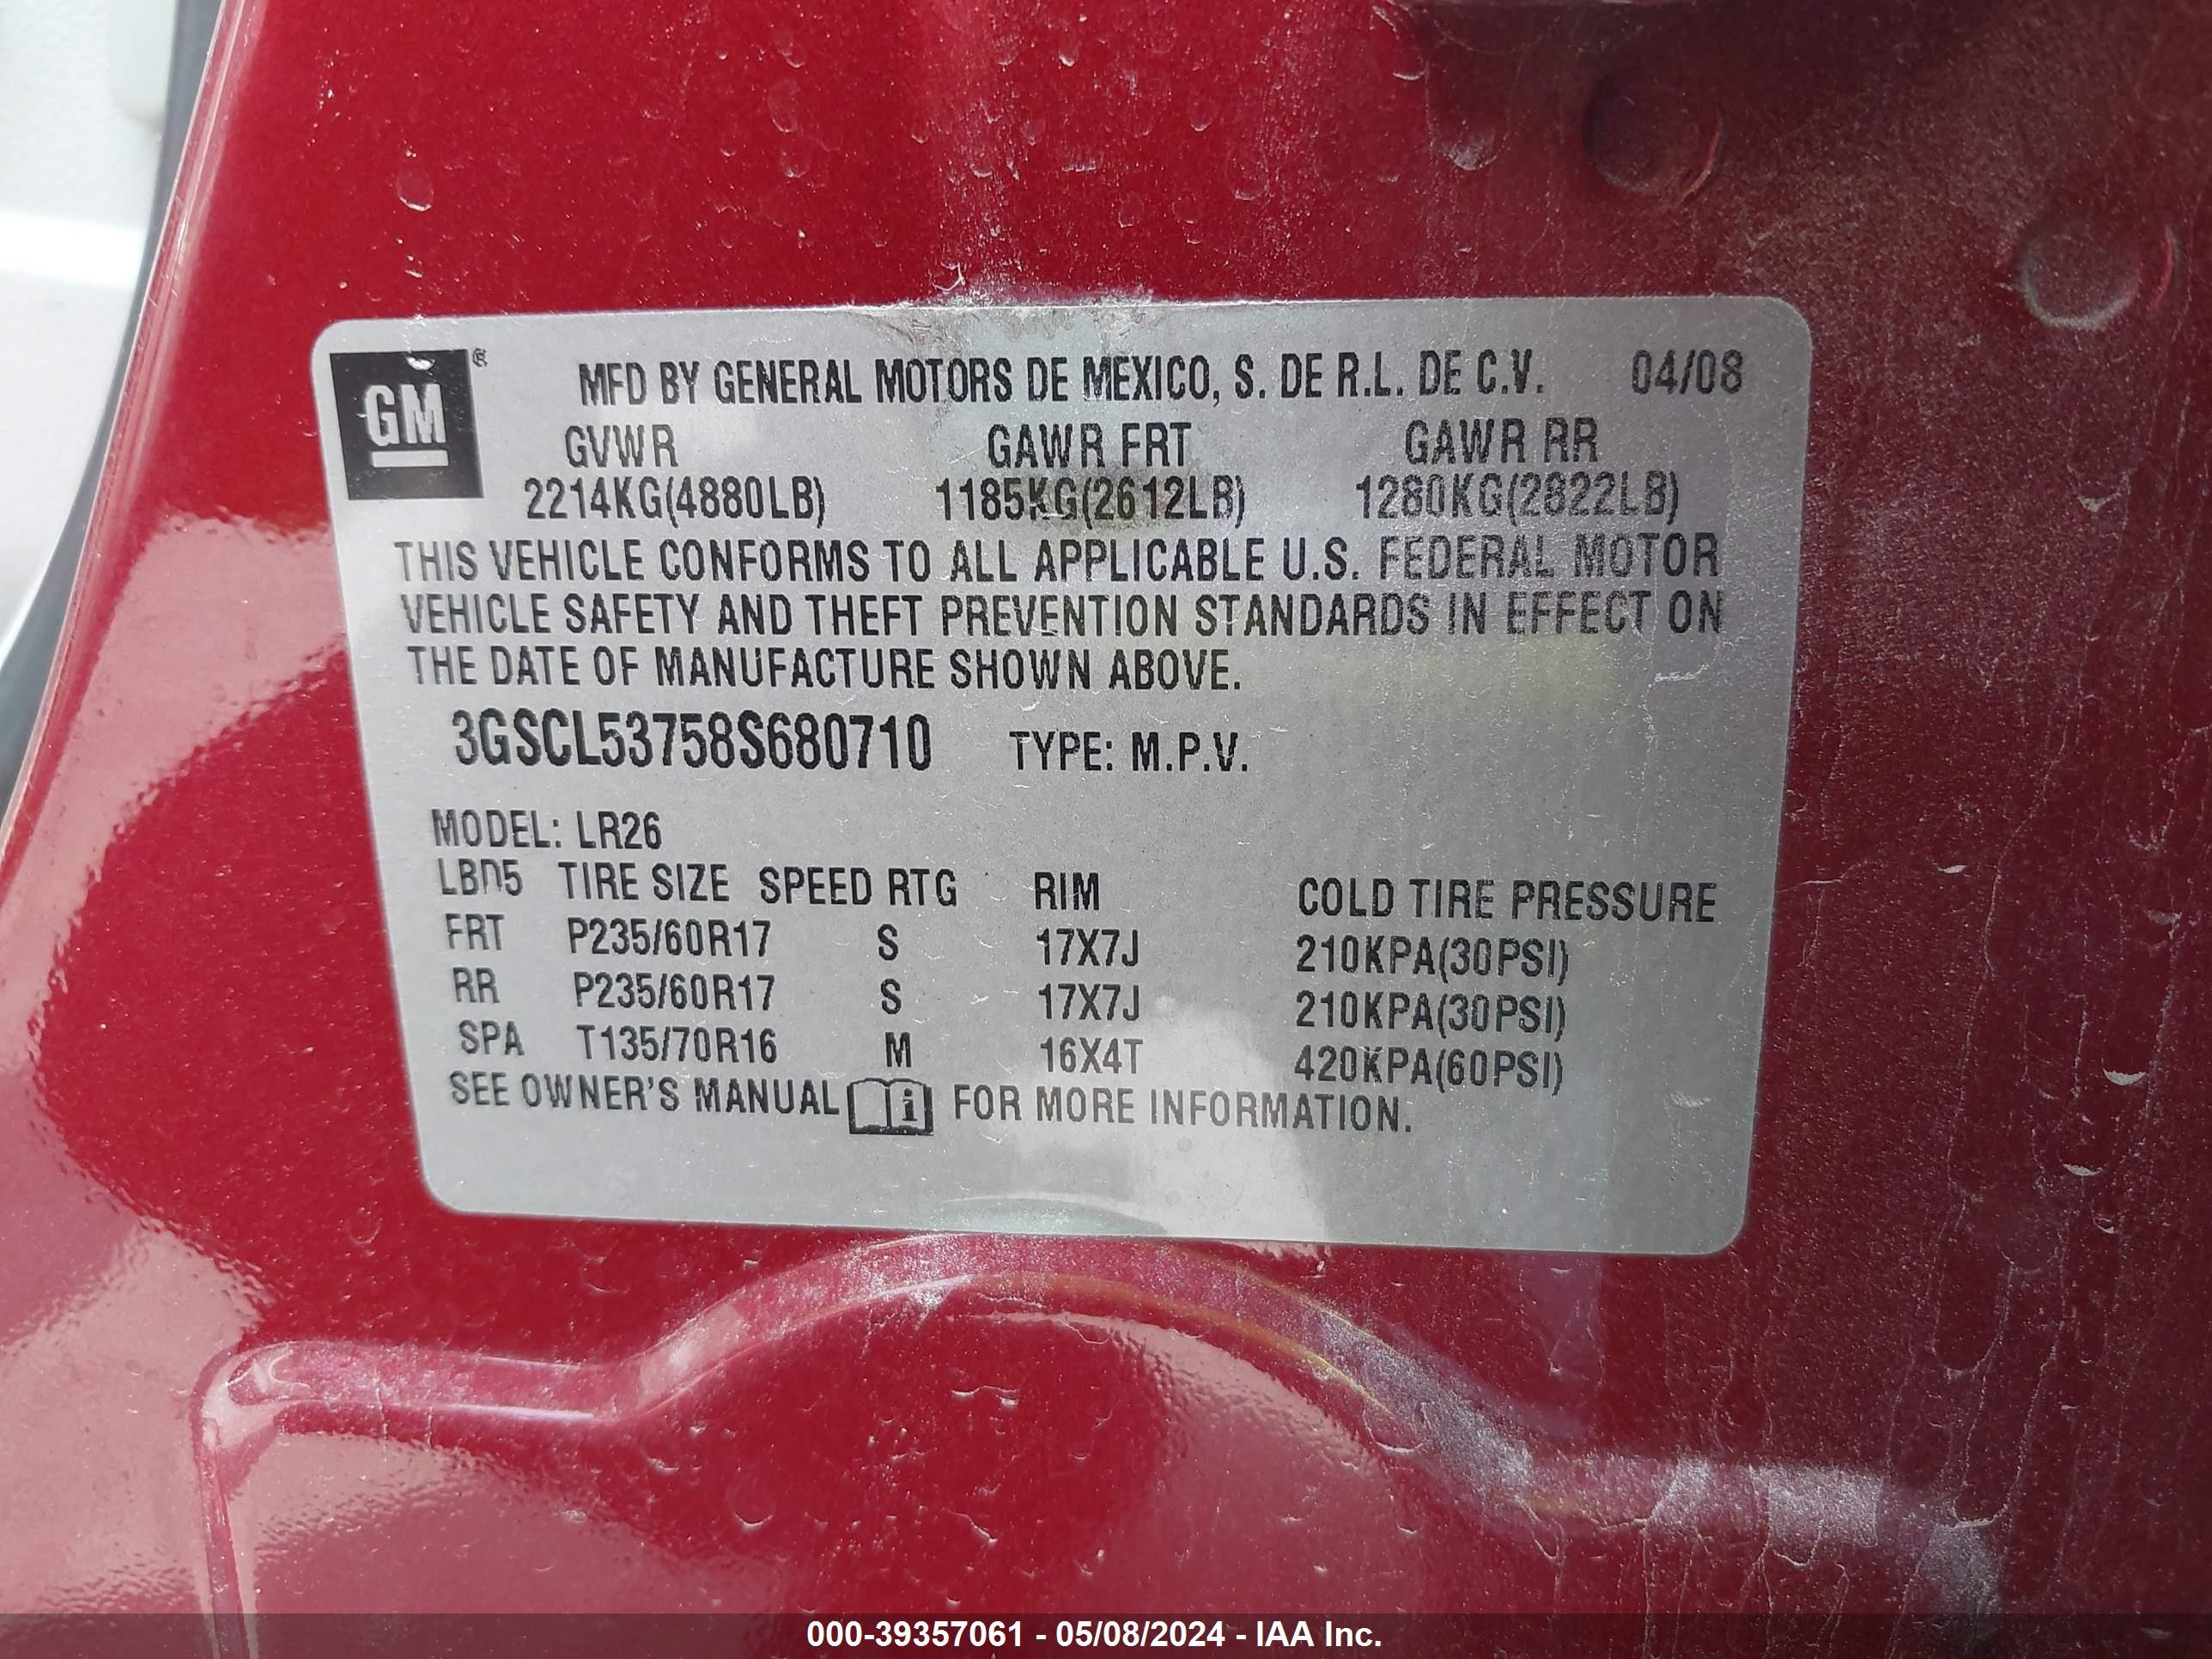 GM ® MFD BY GENERAL MOTORS DE MEXICO, S. DE R.L. DE C.V. 04/08
GVWR GAWR FRT GAWR RR
2214KG(4880LB) 1185KG(2612LB) 1280KG(2822LB)
THIS VEHICLE CONFORMS TO ALL APPLICABLE U.S. FEDERAL MOTOR
VEHICLE SAFETY AND THEFT PREVENTION STANDARDS IN EFFECT ON
THE DATE OF MANUFACTURE SHOWN ABOVE.
3GSCL53758S680710 TYPE: M.P.V.
MODEL: LR26
TIRE SIZE SPEED RTG RIM COLD TIRE PRESSURE
FRT P235/60R17 S 17X7J 210KPA(30PSI)
RR P235/60R17 S 17X7J 210KPA(30PSI)
SPA T135/70R16 M 16X4T 420KPA(60PSI)
SEE OWNER'S MANUAL i FOR MORE INFORMATION.
000-39357061 - 05/08/2024 - IAA Inc.